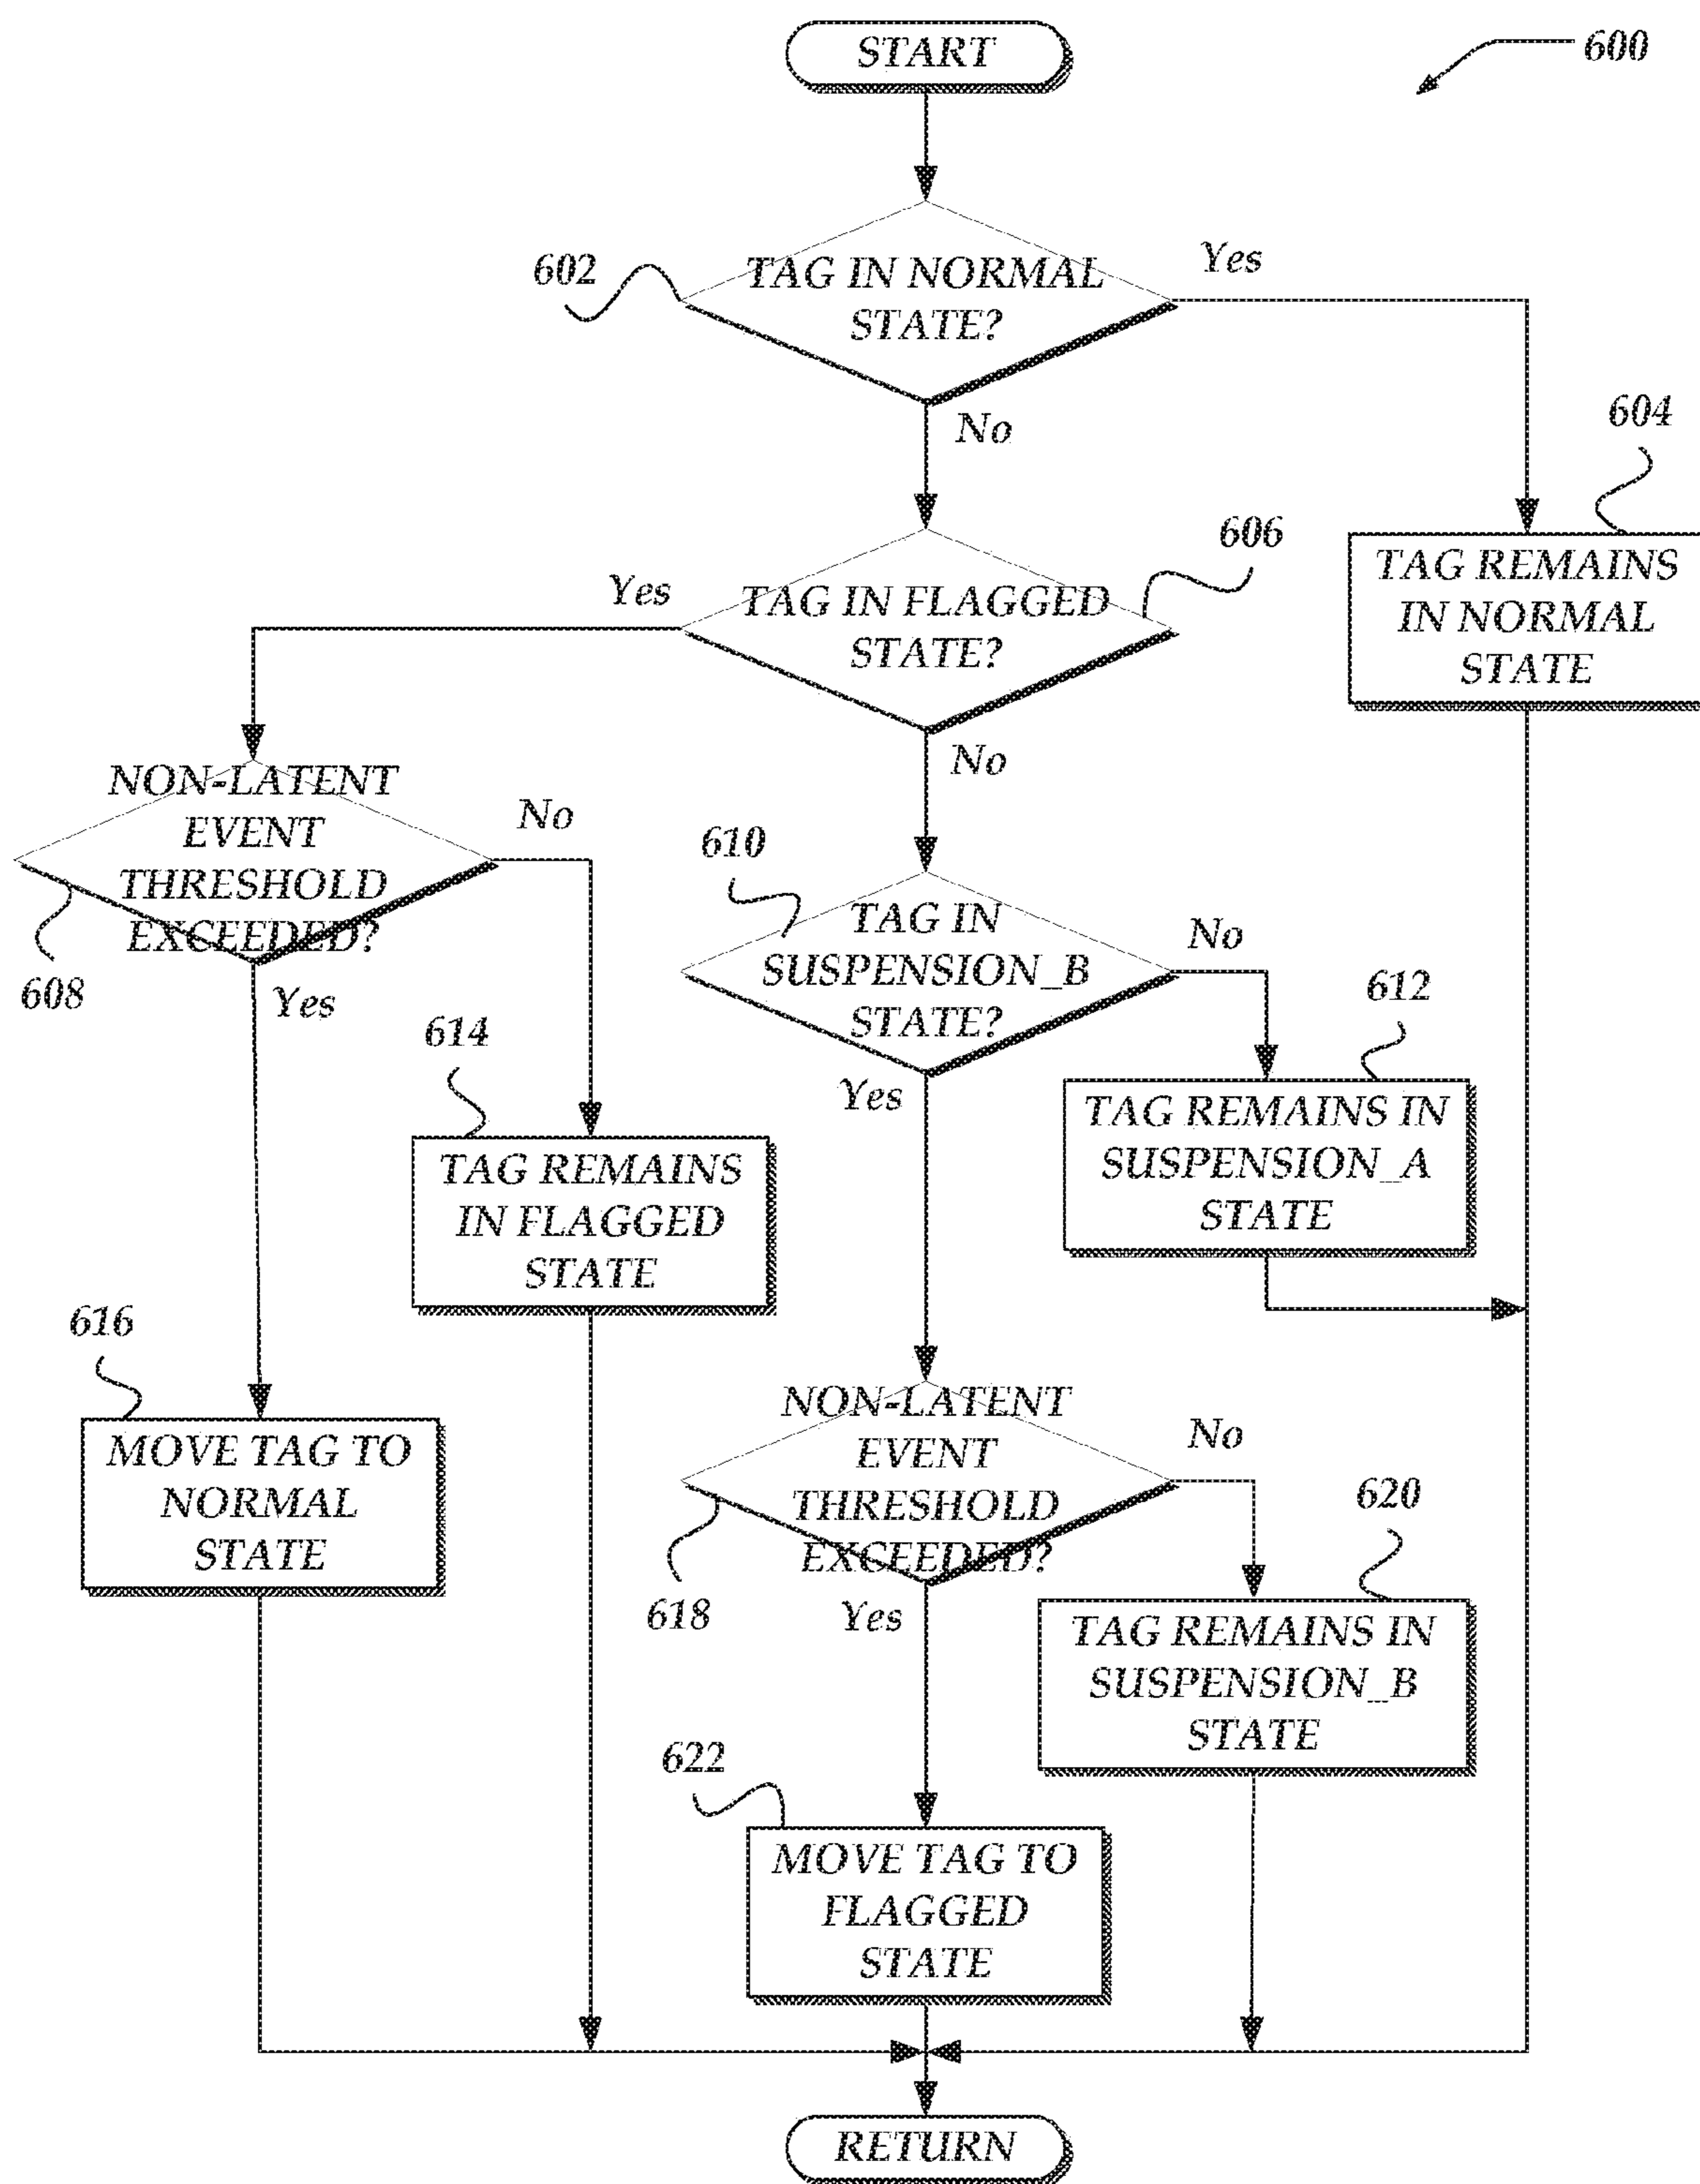 START
600
602
TAG IN NORMAL
STATE?
Yes
No
604
TAG REMAINS
IN NORMAL
STATE
606
Yes
TAG IN FLAGGED
STATE?
No
NON-LATENT
EVENT
THRESHOLD
EXCEEDED?
No
608
Yes
610
TAG IN
SUSPENSION_B
STATE?
No
Yes
612
TAG REMAINS IN
SUSPENSION_A
STATE
614
TAG REMAINS
IN FLAGGED
STATE
616
MOVE TAG TO
NORMAL
STATE
NON-LATENT
EVENT
THRESHOLD
EXCEEDED?
No
618
Yes
620
TAG REMAINS IN
SUSPENSION_B
STATE
622
MOVE TAG TO
FLAGGED
STATE
RETURN